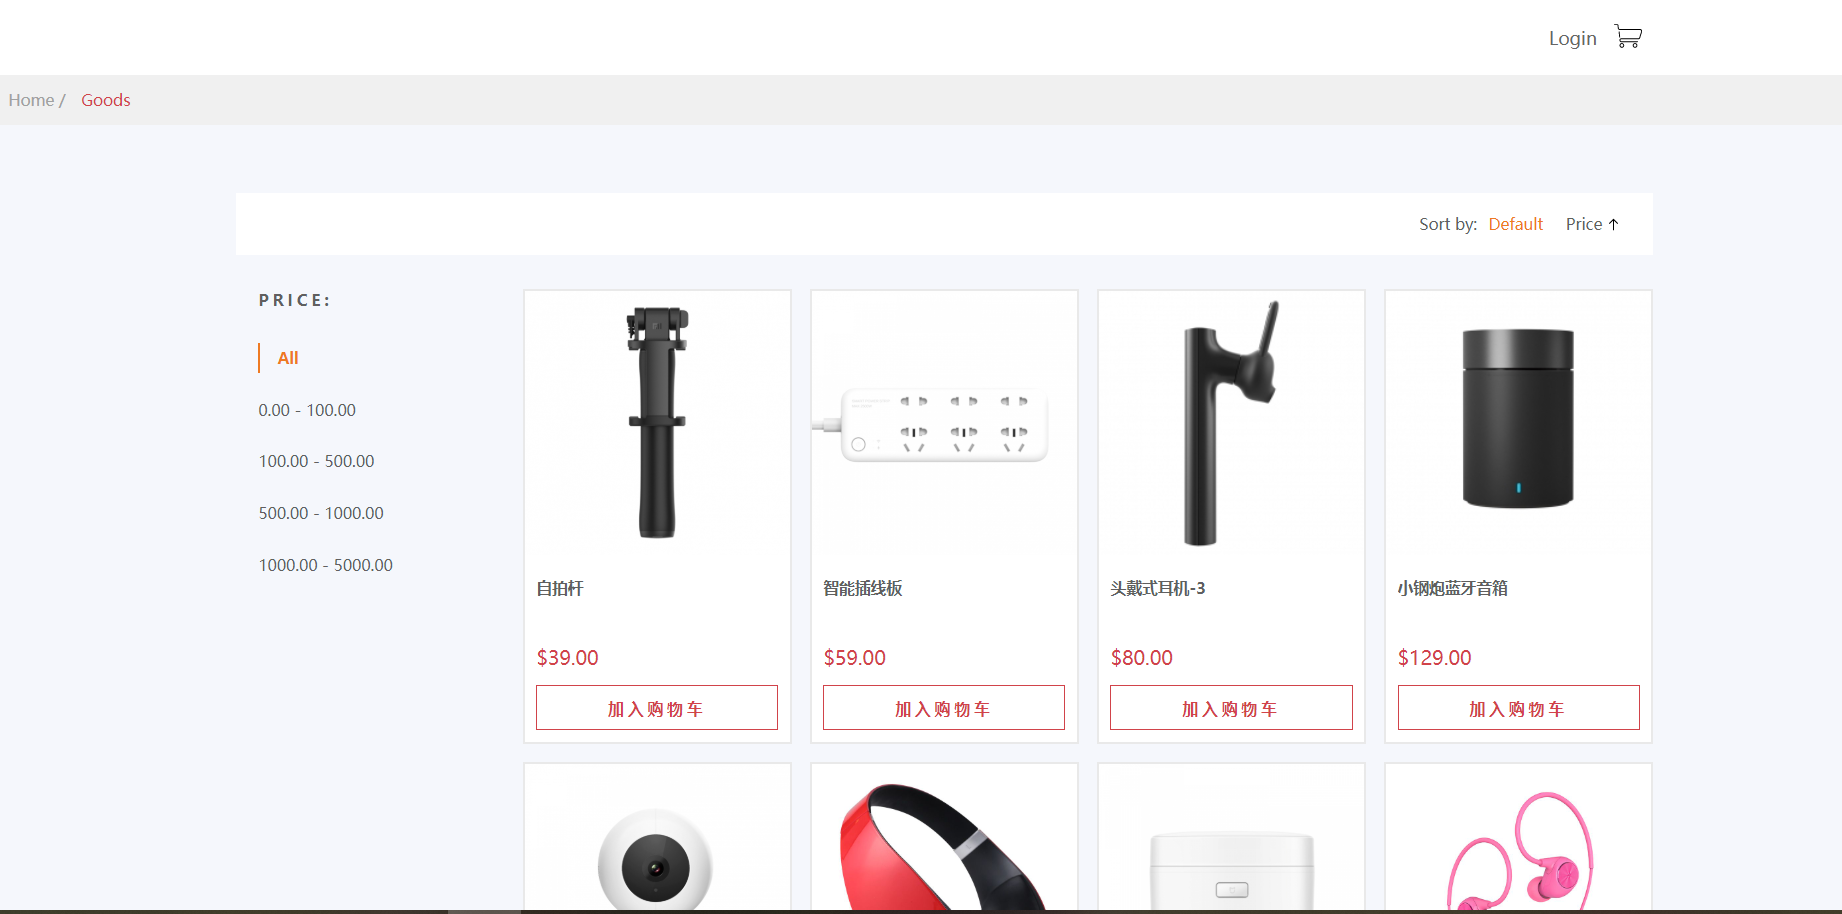 Login
Home / Goods
Sort by: Default Price ↑
PRICE:
All
0.00 - 100.00
100.00 - 500.00
500.00 - 1000.00
1000.00 - 5000.00
自拍杆
$39.00
加入购物车
智能插线板
$59.00
加入购物车
头戴式耳机-3
$80.00
加入购物车
小钢炮蓝牙音箱
$129.00
加入购物车